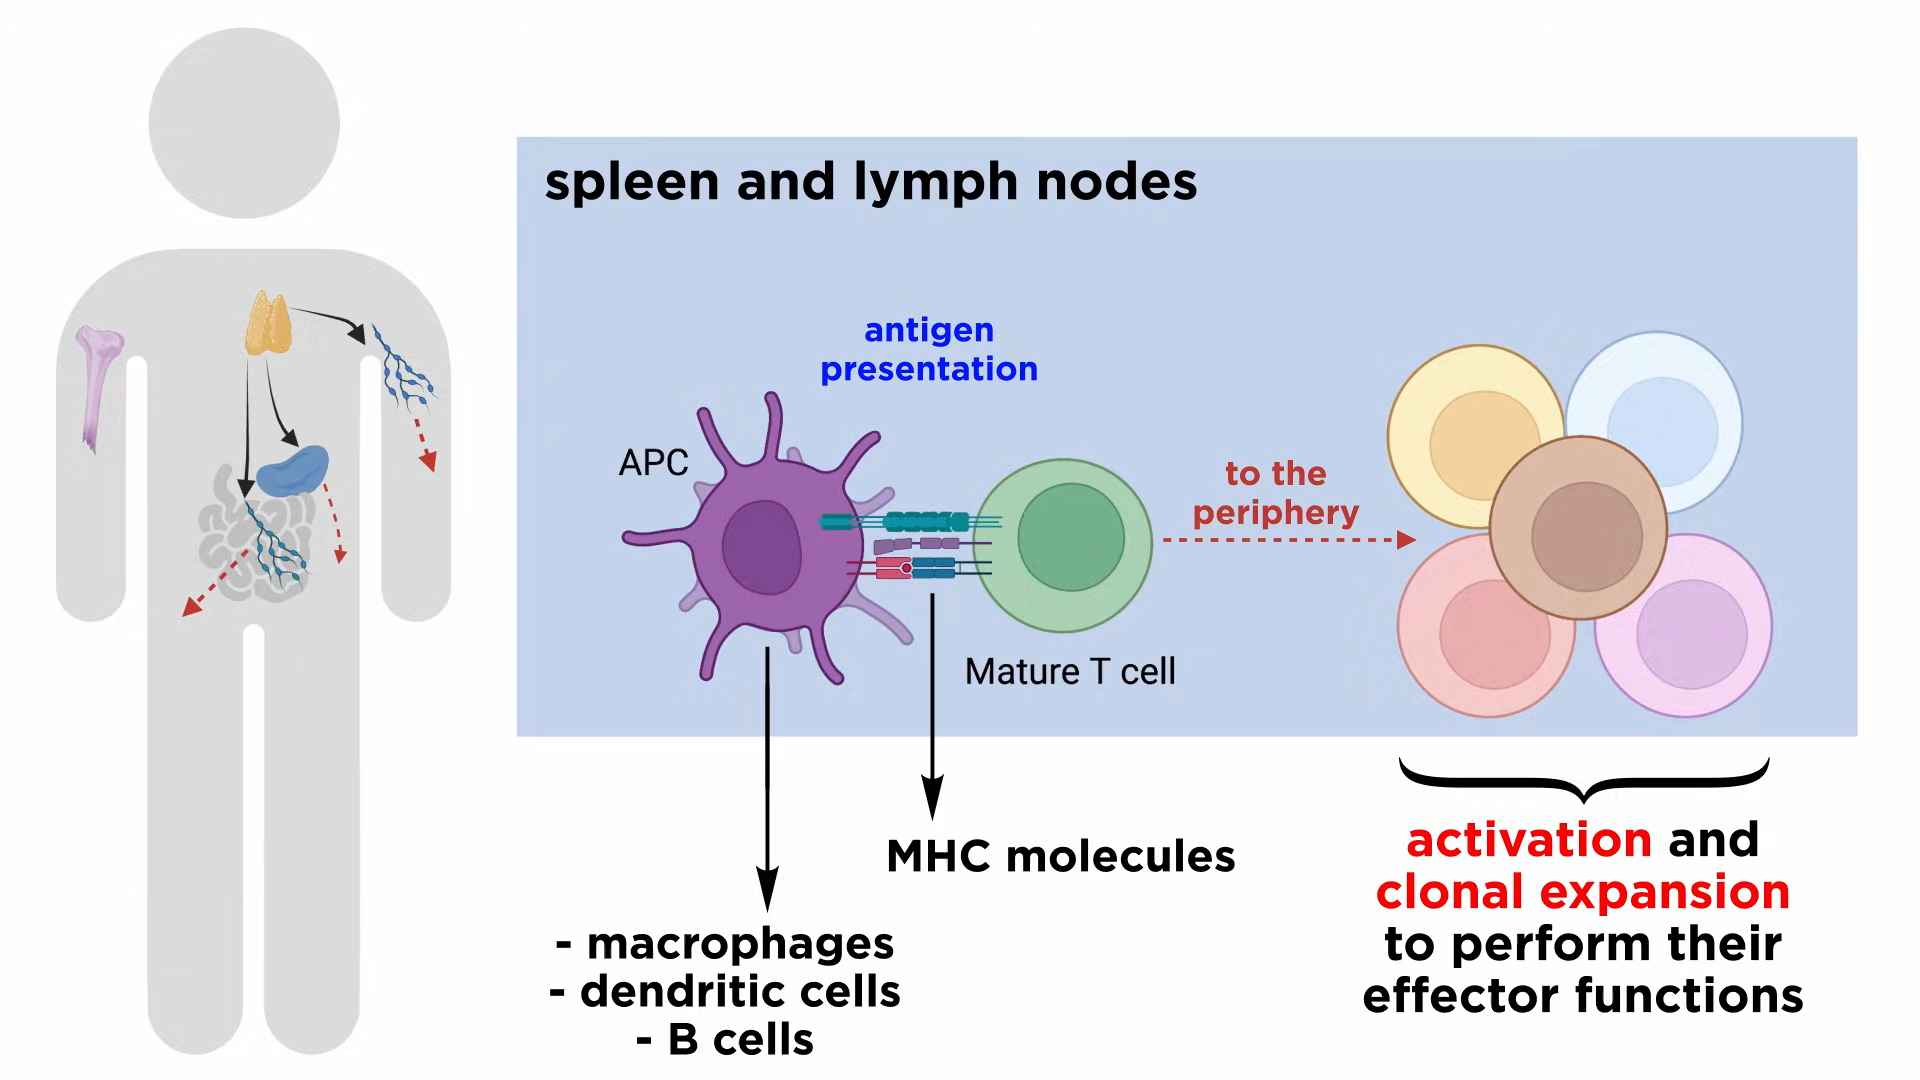 spleen and lymph nodes
antigen
presentation
APC
to the
periphery
Mature T cell
MHC molecules
- macrophages
- dendritic cells
- B cells
activation and
clonal expansion
to perform their
effector functions